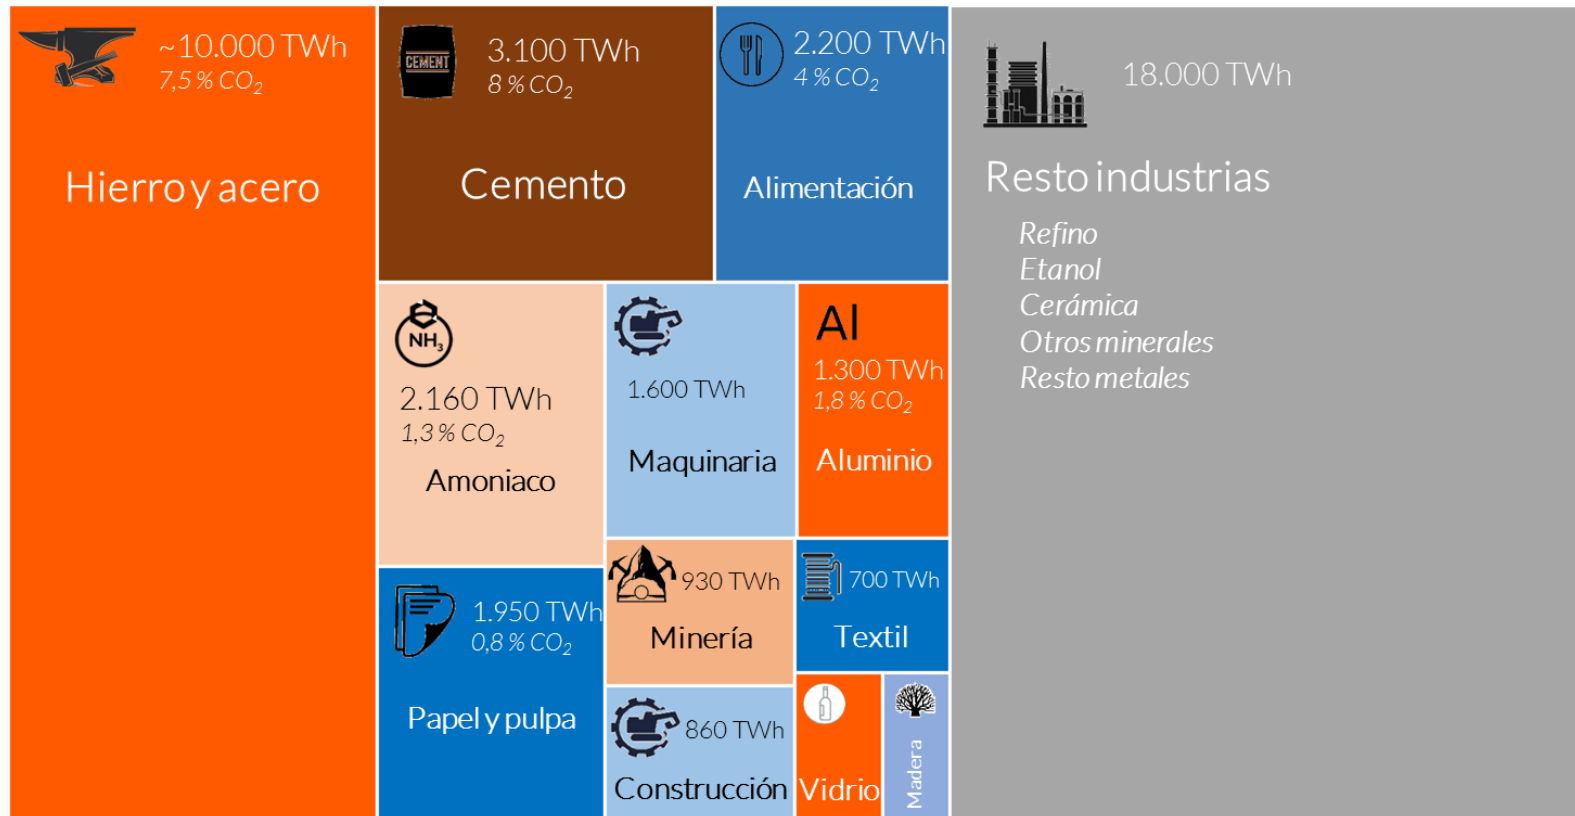 ~10.000 TWh
7,5 % CO₂
Hierro y acero
CEMENT
3.100 TWh
8 % CO₂
Cemento
2.200 TWh
4 % CO₂
Alimentación
18.000 TWh
Resto industrias
Refino
Etanol
Cerámica
Otros minerales
Resto metales
NH₃
2.160 TWh
1,3 % CO₂
Amoniaco
1.600 TWh
Maquinaria
Al
1.300 TWh
1,8 % CO₂
Aluminio
1.950 TWh
0,8 % CO₂
Papel y pulpa
930 TWh
Minería
700 TWh
Textil
860 TWh
Construcción
Vidrio
Madera